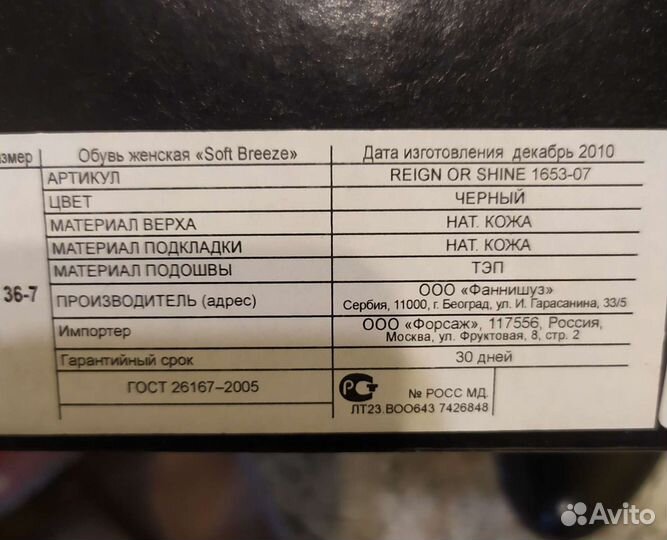 змер Обувь женская «Soft Breeze» Дата изготовления декабрь 2010
АРТИКУЛ REIGN OR SHINE 1653-07
ЦВЕТ ЧЕРНЫЙ
МАТЕРИАЛ ВЕРХА НАТ. КОЖА
МАТЕРИАЛ ПОДКЛАДКИ НАТ. КОЖА
МАТЕРИАЛ ПОДОШВЫ ТЭП
36-7 ПРОИЗВОДИТЕЛЬ (адрес) ООО «Фаннишуз»
Сербия, 11000, г. Београд, ул. И. Гарасанина, 33/5
Импортер ООО «Форсаж», 117556, Россия,
Москва, ул. Фруктовая, 8, стр. 2
Гарантийный срок 30 дней
ГОСТ 26167–2005 РСТ № РОСС МД.
ЛТ23.ВОО643 7426848
Avito